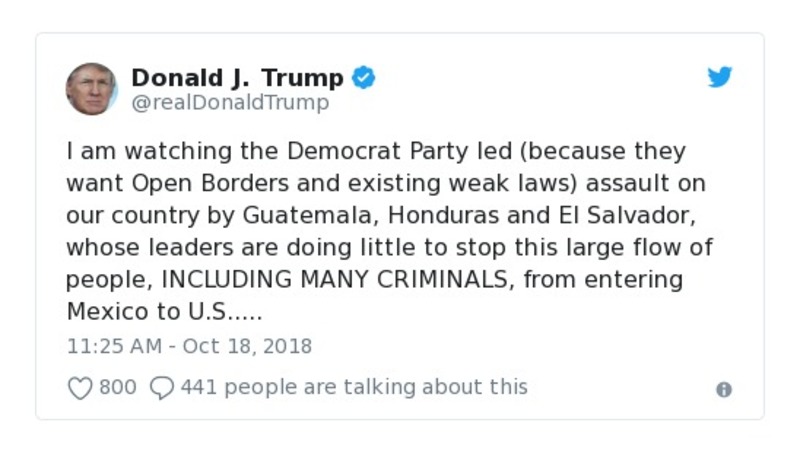 Donald J. Trump
@realDonaldTrump
I am watching the Democrat Party led (because they
want Open Borders and existing weak laws) assault on
our country by Guatemala, Honduras and El Salvador,
whose leaders are doing little to stop this large flow of
people, INCLUDING MANY CRIMINALS, from entering
Mexico to U.S.....
11:25 AM - Oct 18, 2018
800 441 people are talking about this